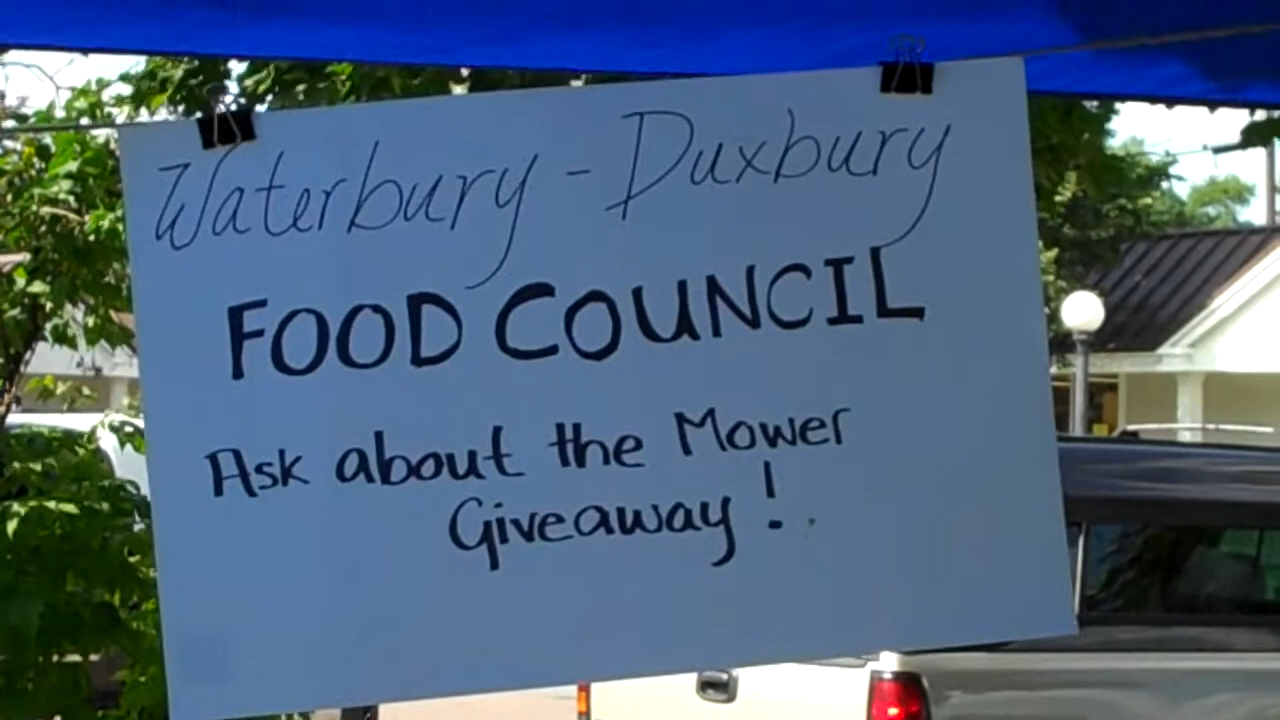 Waterbury - Duxbury
FOOD COUNCIL
Ask about the Mower
Giveaway!